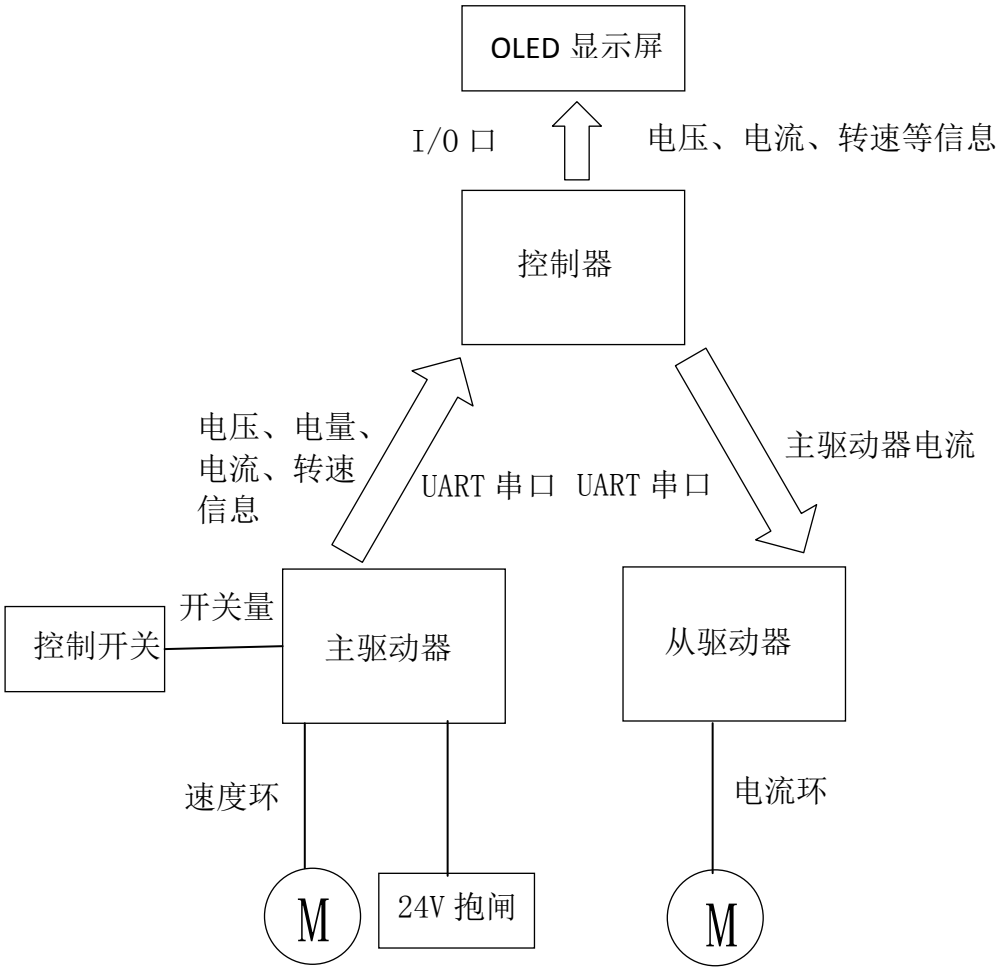 OLED 显示屏
I/O 口
电压、电流、转速等信息
控制器
电压、电量、
电流、转速
信息
UART 串口
UART 串口
主驱动器电流
控制开关
开关量
主驱动器
从驱动器
速度环
电流环
M
24V 抱闸
M